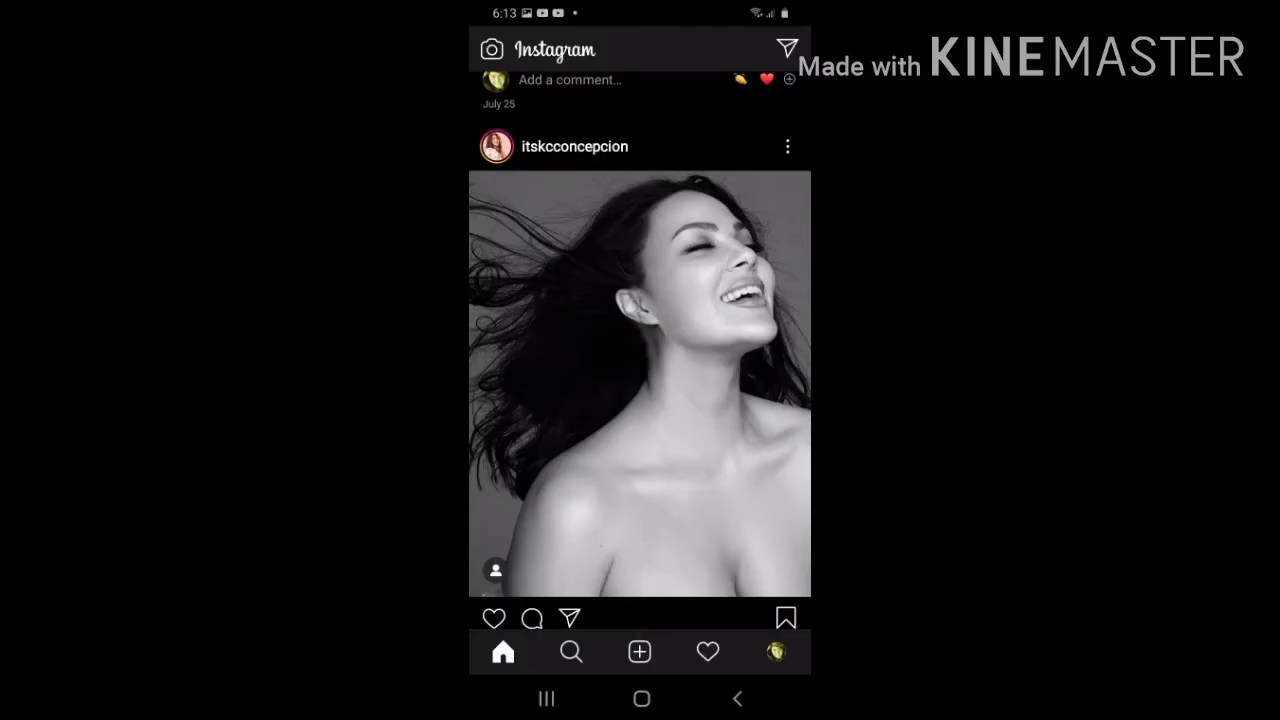 6:13
Instagram
Made with KINEMASTER
Add a comment...
July 25
itskcconcepcion